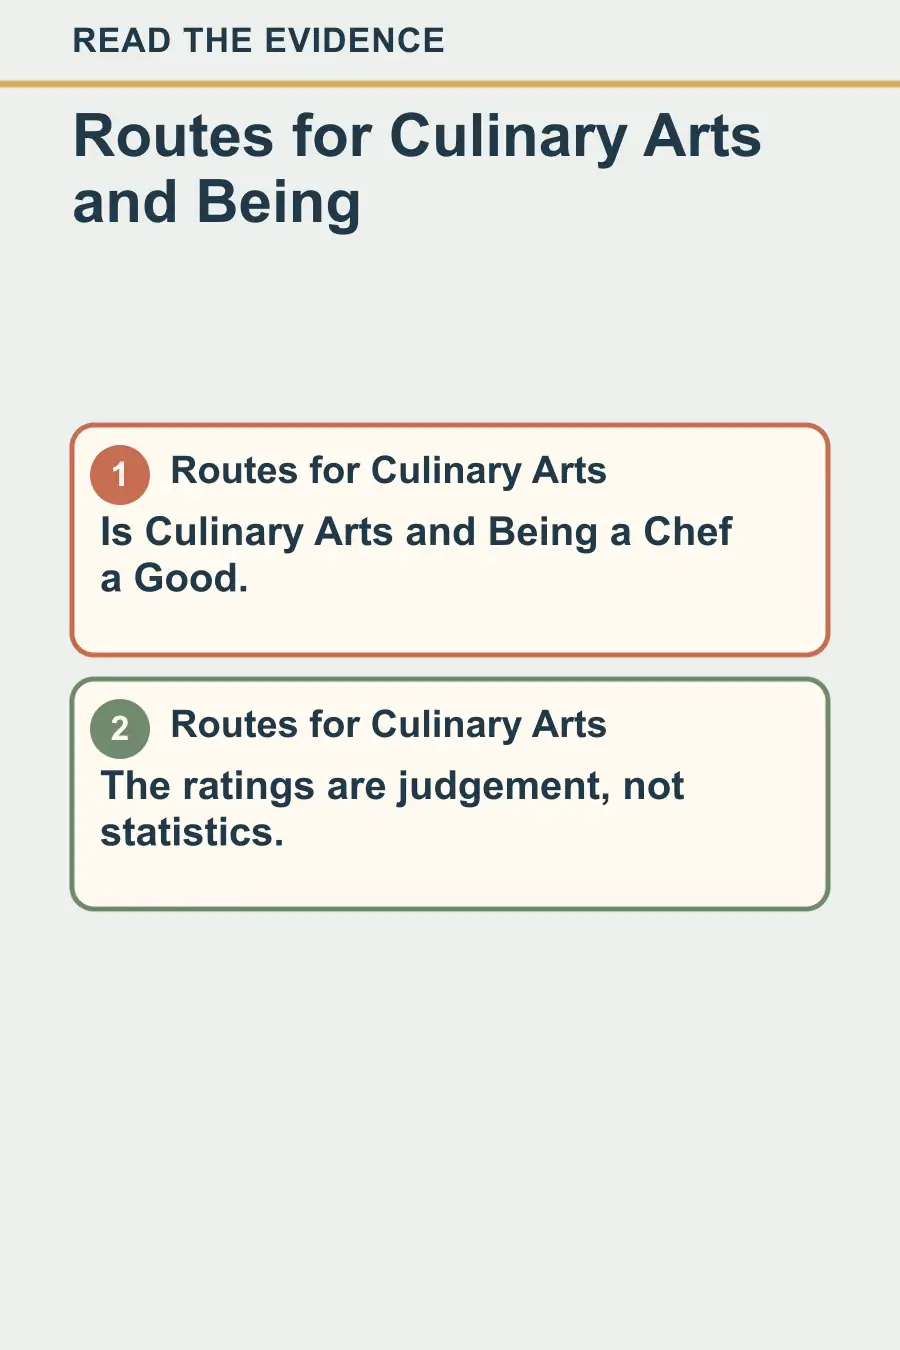 READ THE EVIDENCE
Routes for Culinary Arts
and Being
1 Routes for Culinary Arts
Is Culinary Arts and Being a Chef
a Good.
2 Routes for Culinary Arts
The ratings are judgement, not
statistics.